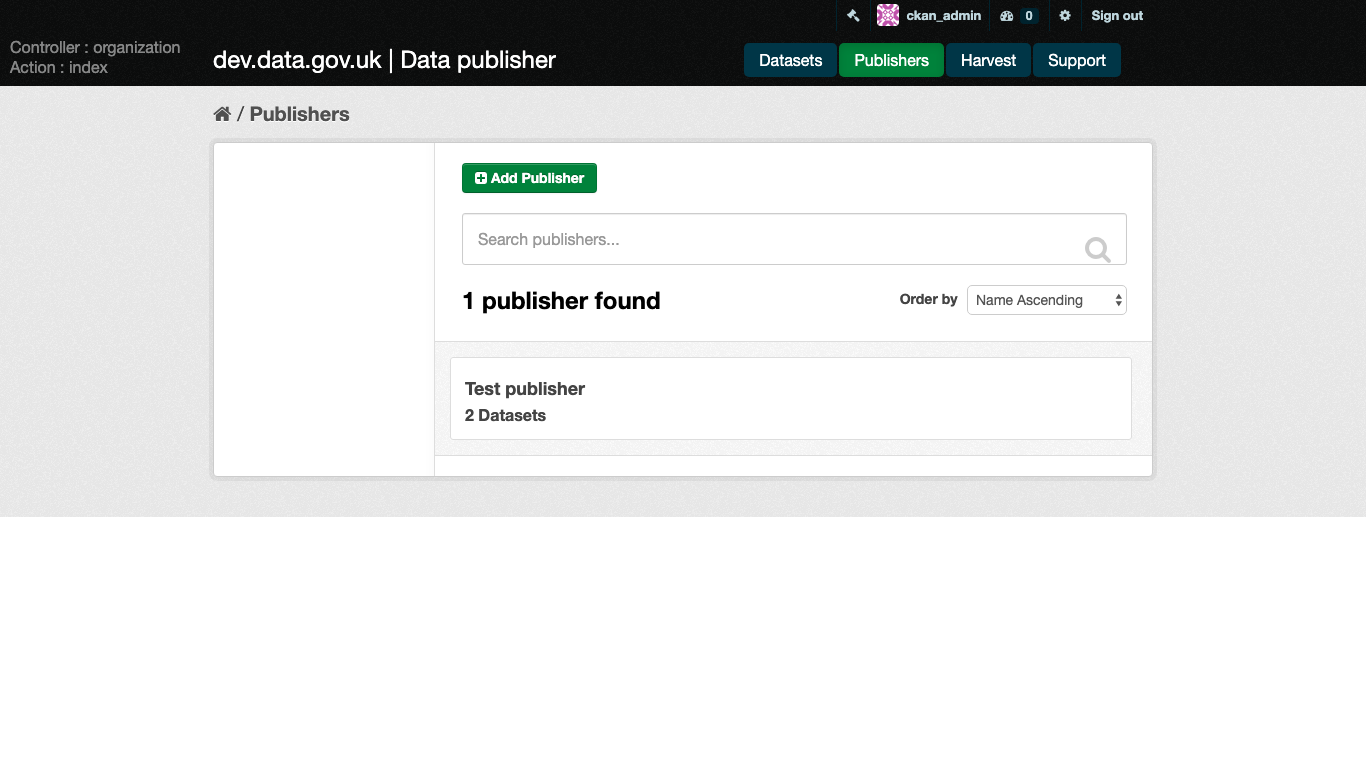 ckan_admin 0 Sign out
Controller : organization
Action : index
dev.data.gov.uk | Data publisher
Datasets Publishers Harvest Support
/ Publishers
Add Publisher
Search publishers...
1 publisher found
Order by Name Ascending
Test publisher
2 Datasets